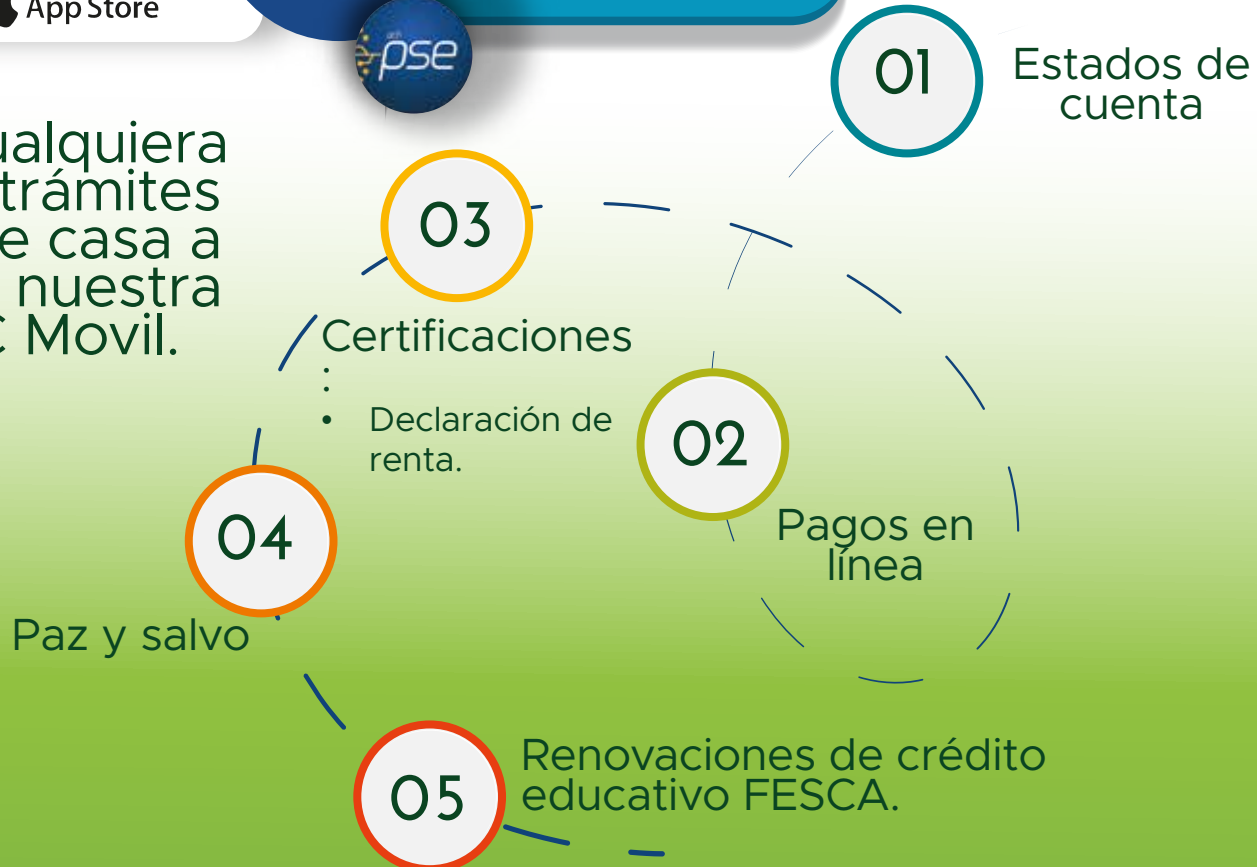 App Store
pse
trámites
casa a
nuestra
Movil.
01
Estados de
cuenta
03
Certificaciones
:
• Declaración de
renta.
02
Pagos en
línea
04
Paz y salvo
05
Renovaciones de crédito
educativo FESCA.